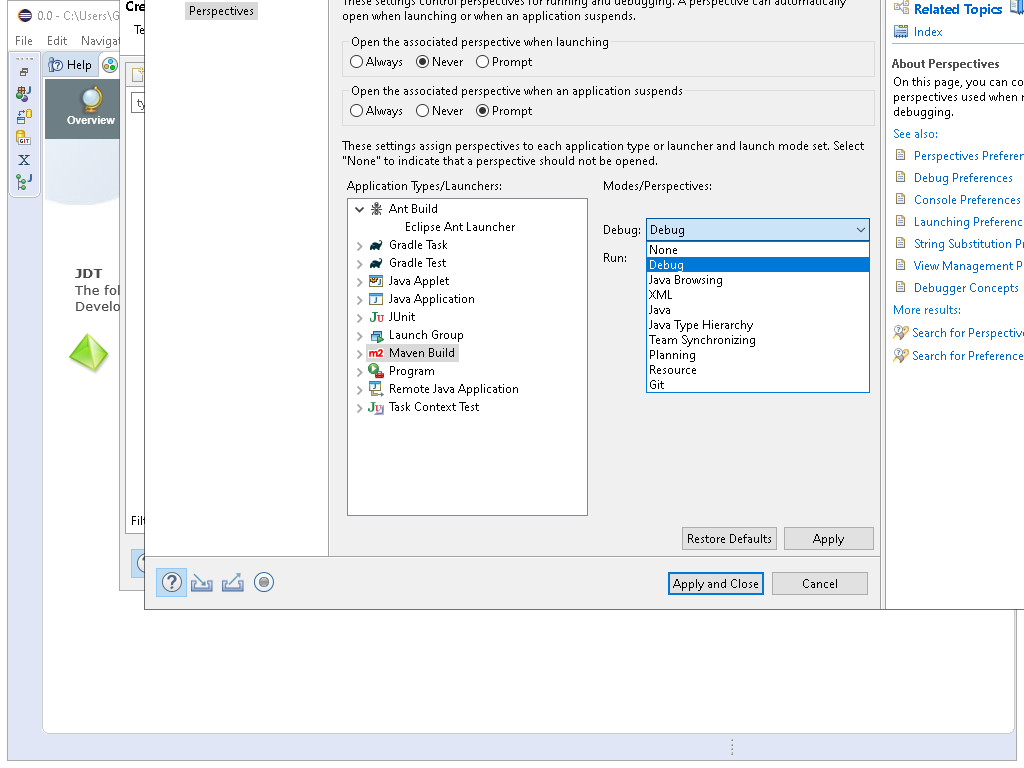 0.0 - C:\Users\G
File Edit Navigat
Help
Overview
JDT
The fol
Develo
Cre
Te
ty
Filt
Perspectives
These settings control perspectives for running and debugging. A perspective can automatically
open when launching or when an application suspends.
Open the associated perspective when launching
Always Never Prompt
Open the associated perspective when an application suspends
Always Never Prompt
These settings assign perspectives to each application type or launcher and launch mode set. Select
"None" to indicate that a perspective should not be opened.
Application Types/Launchers:
Ant Build
Eclipse Ant Launcher
Gradle Task
Gradle Test
Java Applet
Java Application
JUnit
Launch Group
m2 Maven Build
Program
Remote Java Application
Task Context Test
Modes/Perspectives:
Debug: Debug
Run:
None
Debug
Java Browsing
XML
Java
Java Type Hierarchy
Team Synchronizing
Planning
Resource
Git
Restore Defaults Apply
Apply and Close Cancel
Related Topics
Index
About Perspectives
On this page, you can co
perspectives used when r
debugging.
See also:
Perspectives Preferen
Debug Preferences
Console Preferences
Launching Preferenc
String Substitution Pr
View Management P
Debugger Concepts
More results:
Search for Perspective
Search for Preference